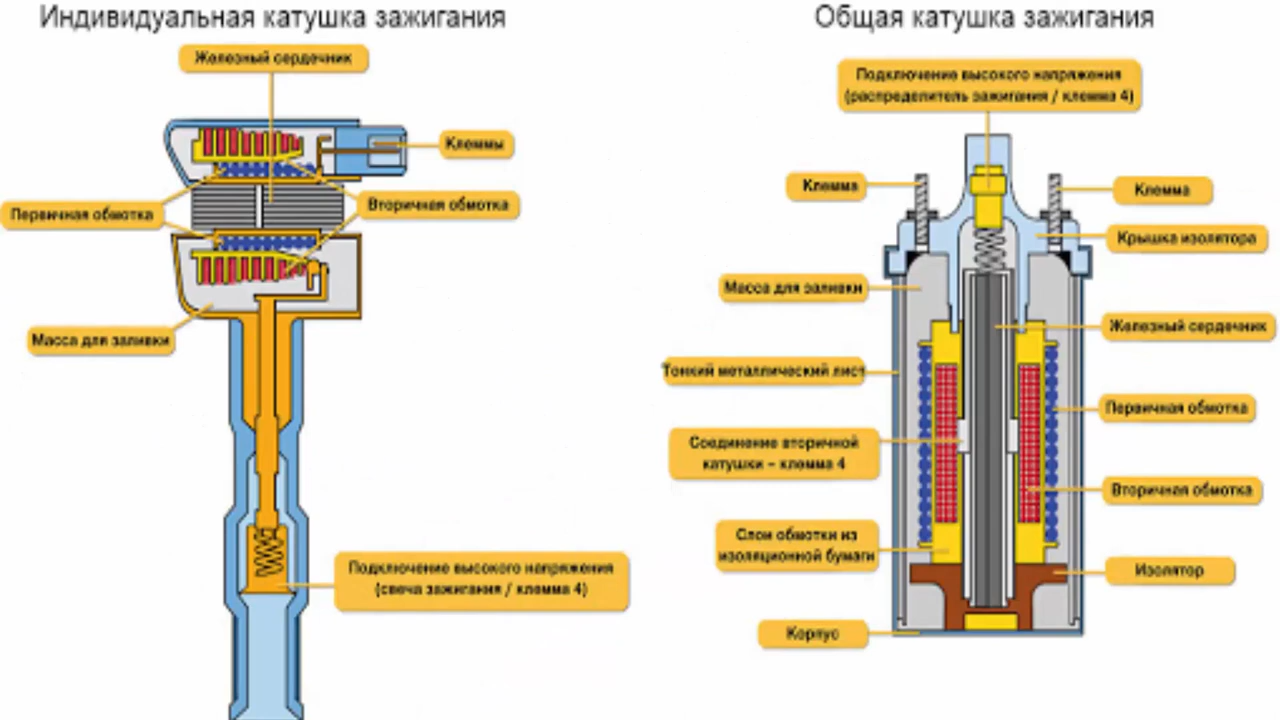 Индивидуальная катушка зажигания
Железный сердечник
Клеммы
Первичная обмотка
Вторичная обмотка
Масса для заливки
Подключение высокого напряжения
(свеча зажигания / клемма 4)
Общая катушка зажигания
Подключение высокого напряжения
(распределитель зажигания / клемма 4)
Клемма
Клемма
Крышка изолятора
Масса для заливки
Железный сердечник
Тонкий металлический лист
Первичная обмотка
Соединение вторичной
катушки – клемма 4
Вторичная обмотка
Слои обмотки из
изоляционной бумаги
Изолятор
Корпус